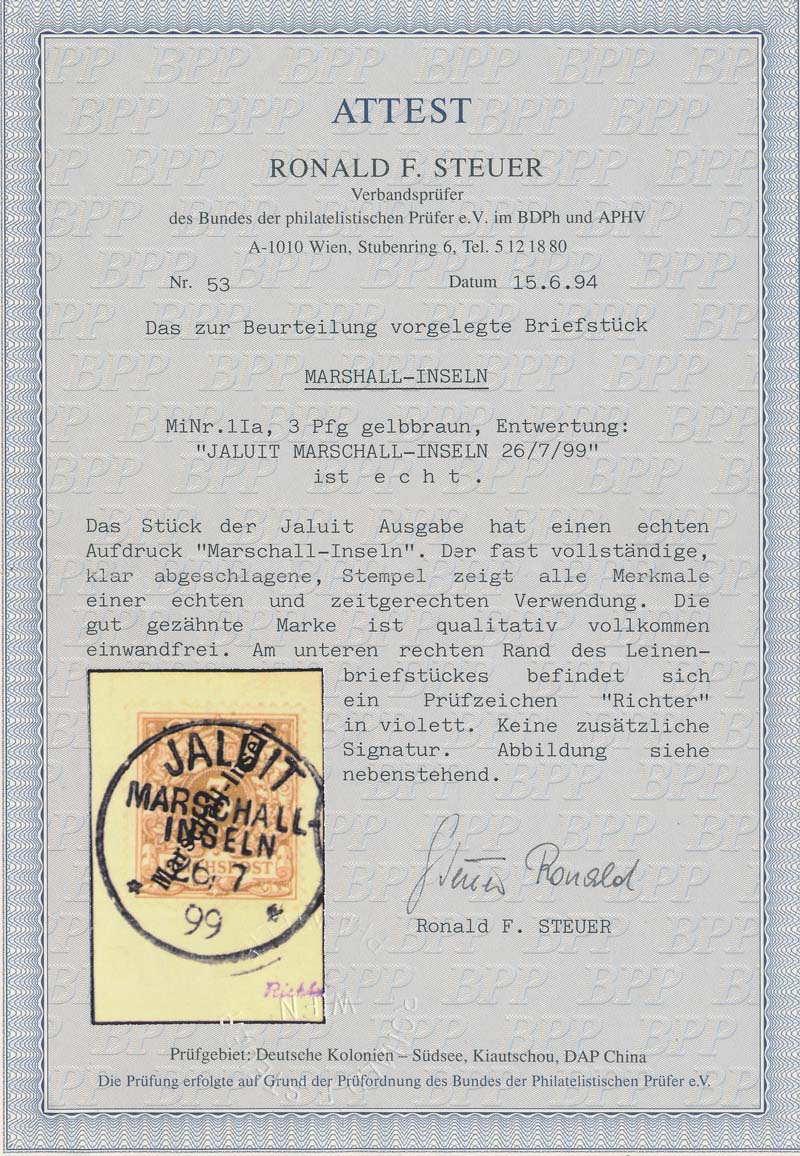 ATTEST
RONALD F. STEUER
Verbandsprüfer
des Bundes der philatelistischen Prüfer e.V. im BDPh und APHV
A-1010 Wien, Stubenring 6, Tel. 5 12 18 80
Nr. 53 Datum 15.6.94
Das zur Beurteilung vorgelegte Briefstück
MARSHALL-INSELN
MiNr.1Ia, 3 Pfg gelbbraun, Entwertung:
"JALUIT MARSCHALL-INSELN 26/7/99"
ist e c h t .
Das Stück der Jaluit Ausgabe hat einen echten
Aufdruck "Marschall-Inseln". Der fast vollständige,
klar abgeschlagene, Stempel zeigt alle Merkmale
einer echten und zeitgerechten Verwendung. Die
gut gezähnte Marke ist qualitativ vollkommen
einwandfrei. Am unteren rechten Rand des Leinen-
briefstückes befindet sich
ein Prüfzeichen "Richter"
in violett. Keine zusätzliche
Signatur. Abbildung siehe
nebenstehend.
JALUIT
MARSCHALL-
INSELN
26/7
99
Steuer Ronald
Ronald F. STEUER
Prüfgebiet: Deutsche Kolonien – Südsee, Kiautschou, DAP China
Die Prüfung erfolgte auf Grund der Prüfordnung des Bundes der Philatelistischen Prüfer e.V.